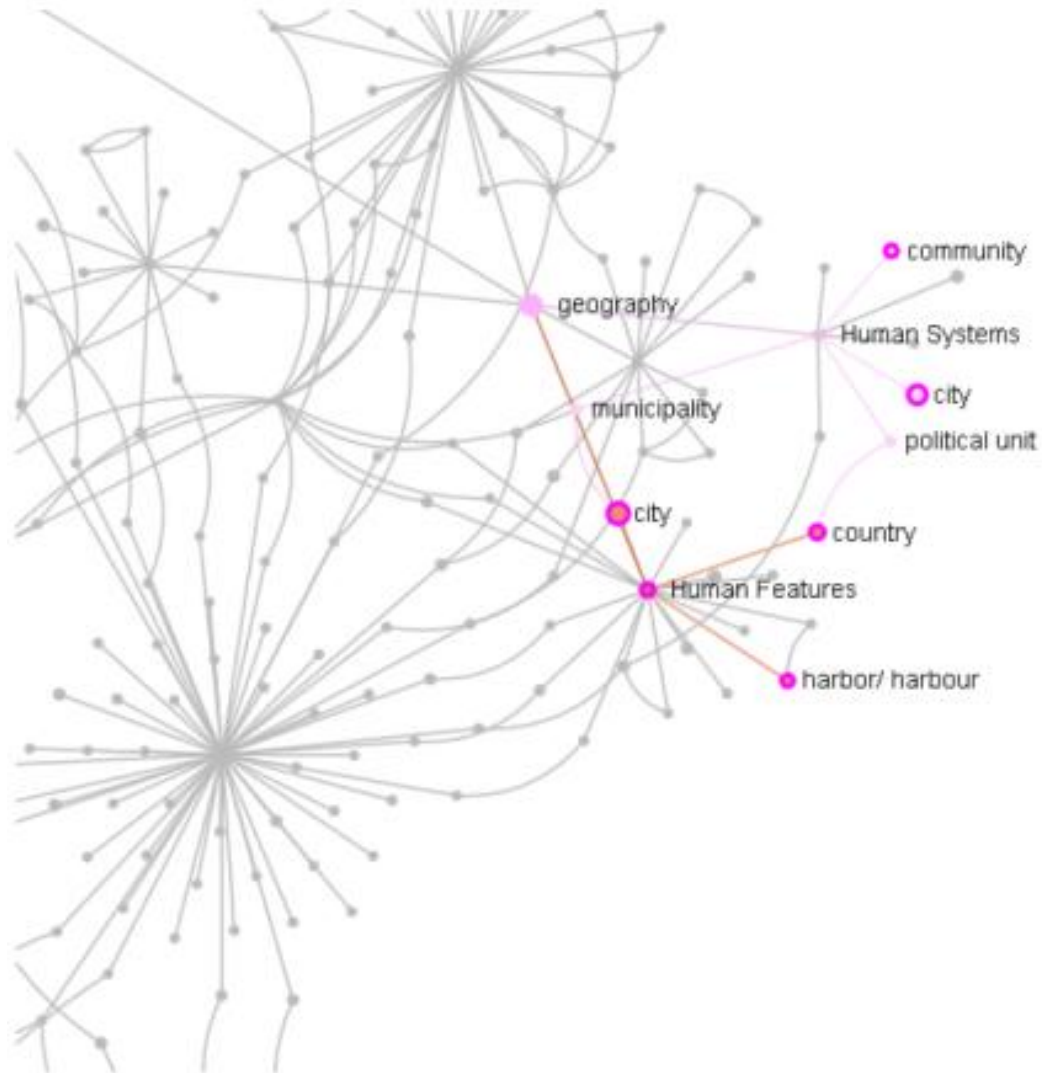 community
geography
Human Systems
city
municipality
political unit
city
country
Human Features
harbor/ harbour